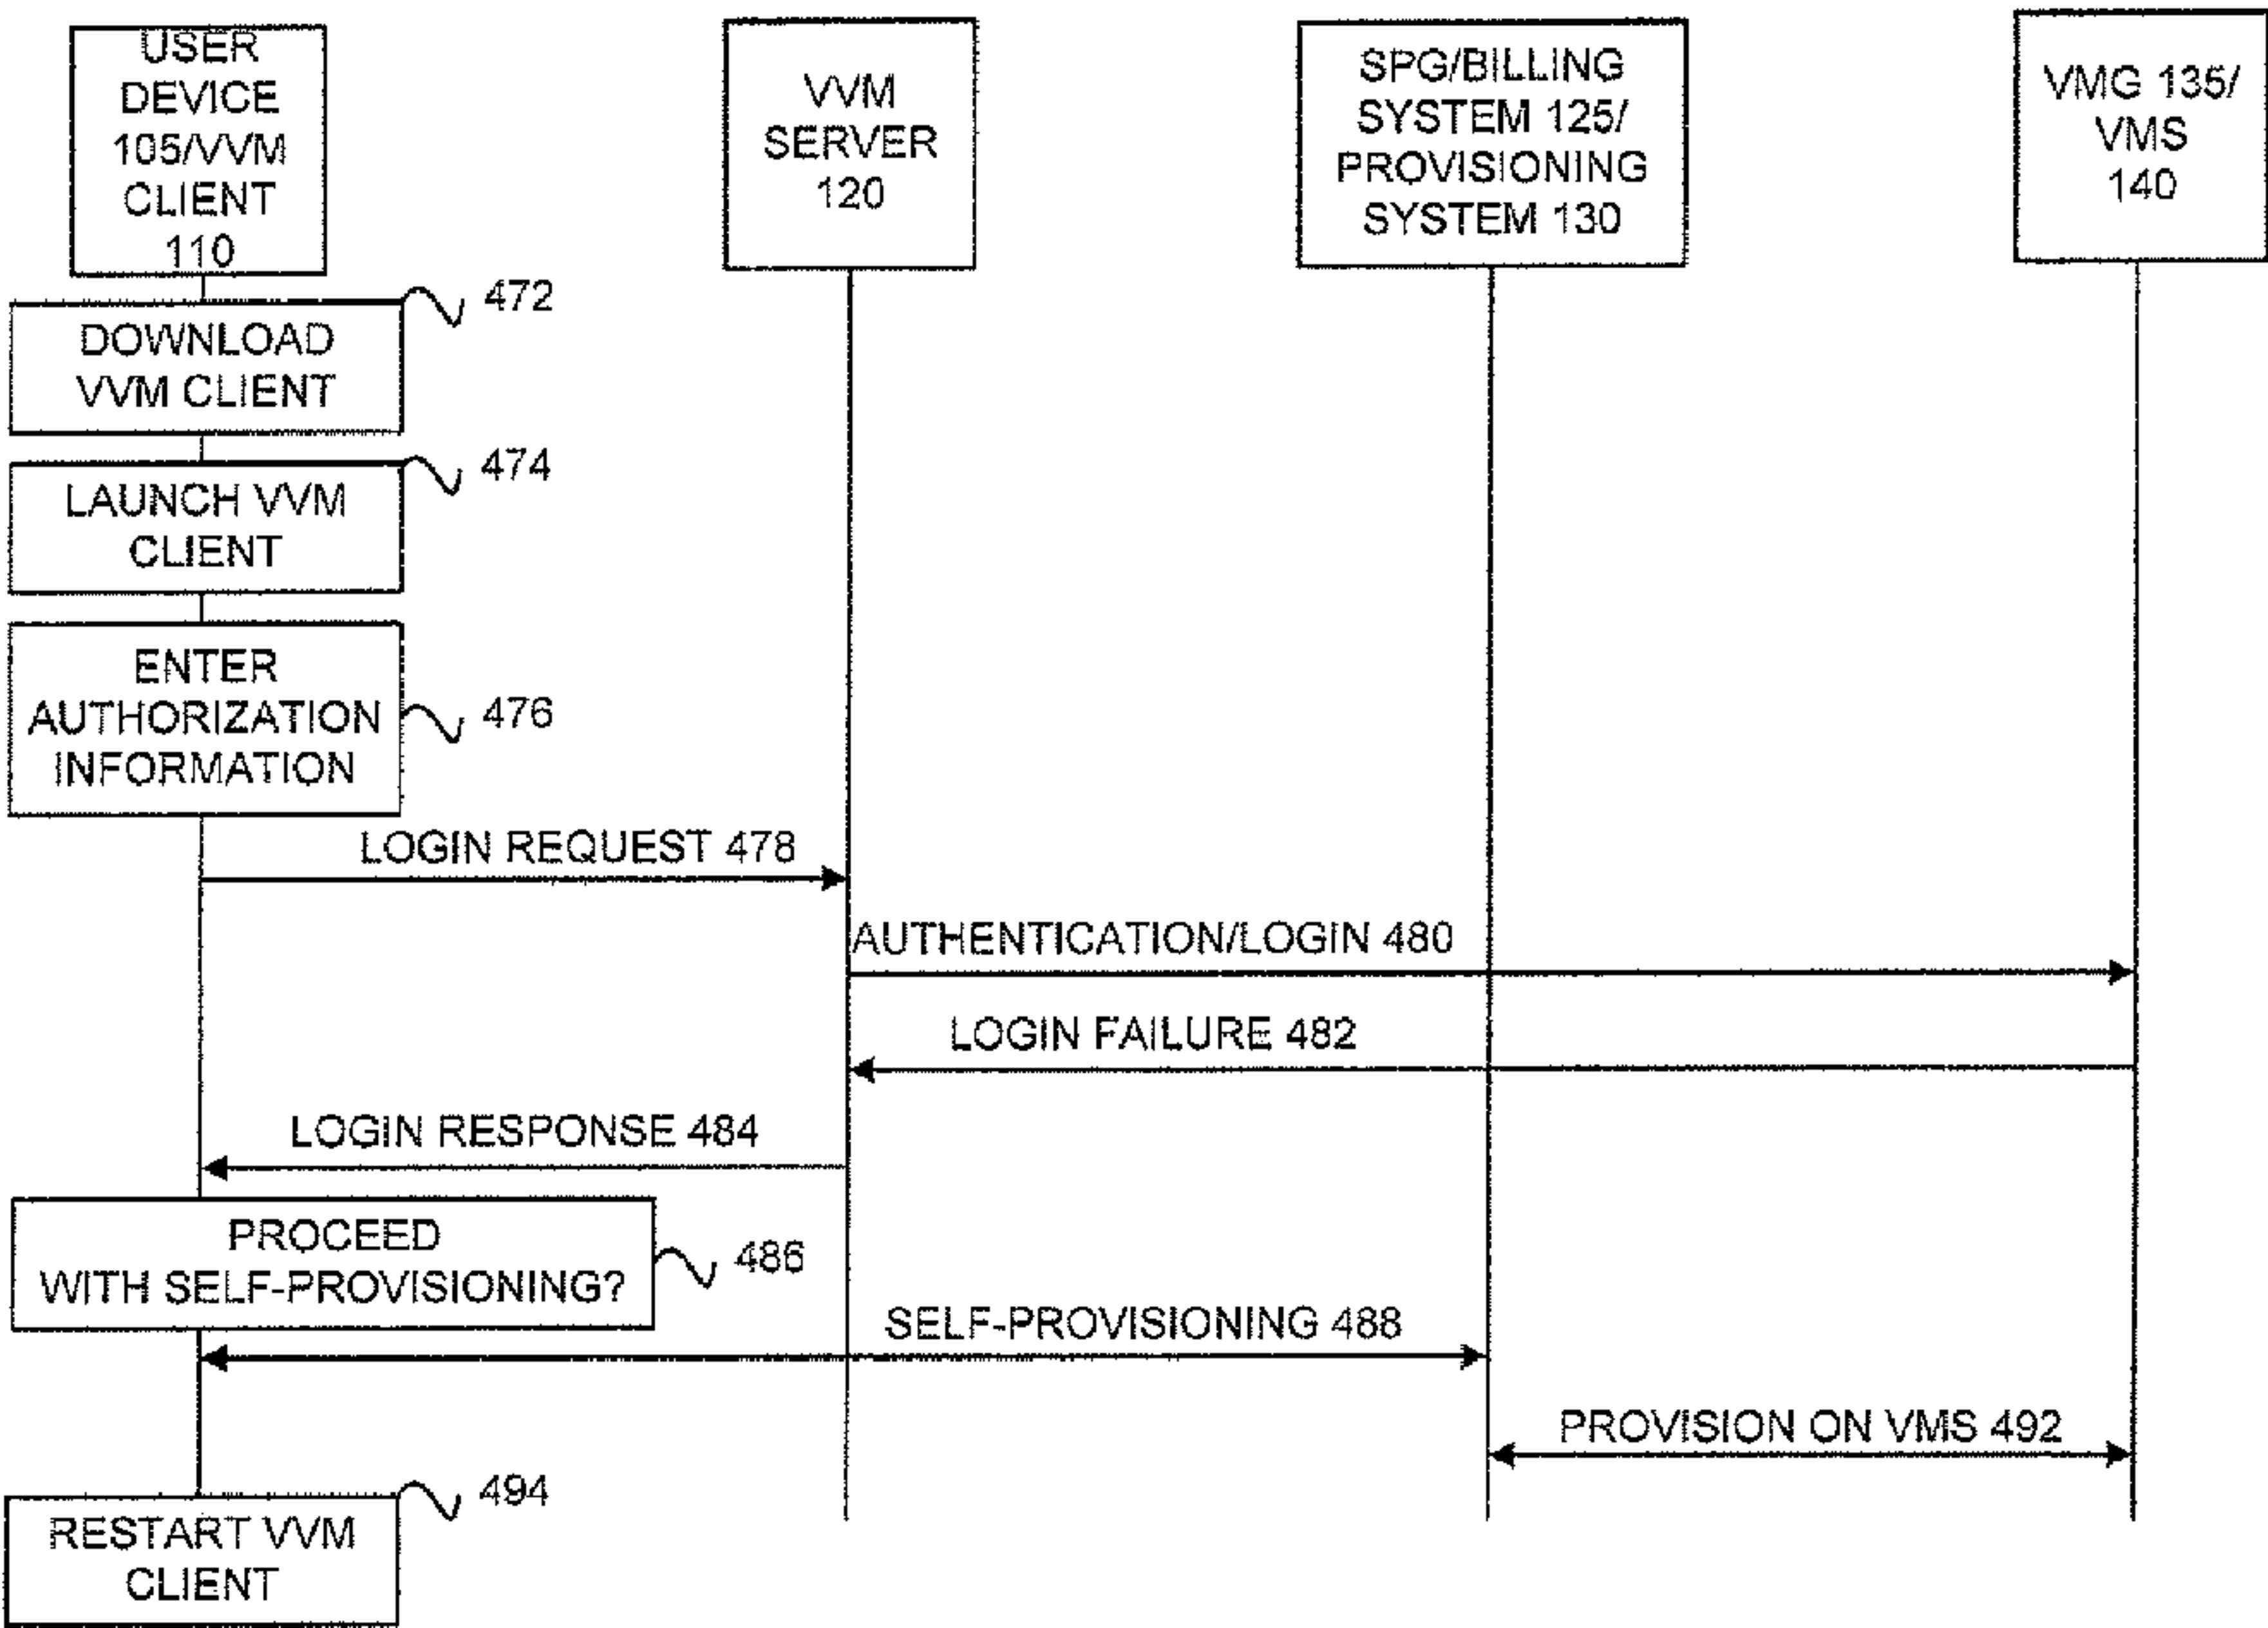 USER
DEVICE
105/VVM
CLIENT
110
VVM
SERVER
120
SPG/BILLING
SYSTEM 125/
PROVISIONING
SYSTEM 130
VMG 135/
VMS
140
472
DOWNLOAD
VVM CLIENT
474
LAUNCH VVM
CLIENT
ENTER
AUTHORIZATION
INFORMATION
476
LOGIN REQUEST 478
AUTHENTICATION/LOGIN 480
LOGIN FAILURE 482
LOGIN RESPONSE 484
PROCEED
WITH SELF-PROVISIONING?
486
SELF-PROVISIONING 488
PROVISION ON VMS 492
494
RESTART VVM
CLIENT